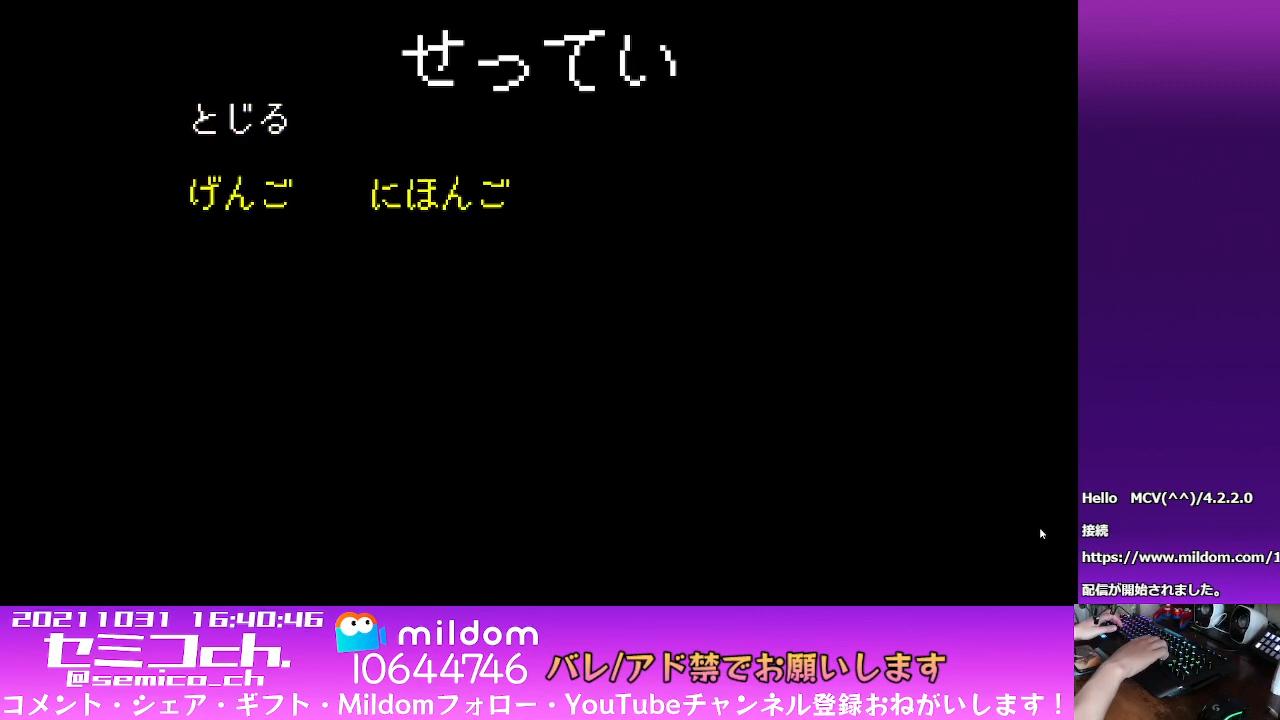 せってい
とじる
げんご にほんご
Hello MCV(^^)/4.2.2.0
接続
https://www.mildom.com/1
配信が開始されました。
20211031 16:40:46
セミコch.
@semico_ch
mildom
10644746
バレ/アド禁でお願いします
コメント・シェア・ギフト・Mildomフォロー・YouTubeチャンネル登録おねがいします!